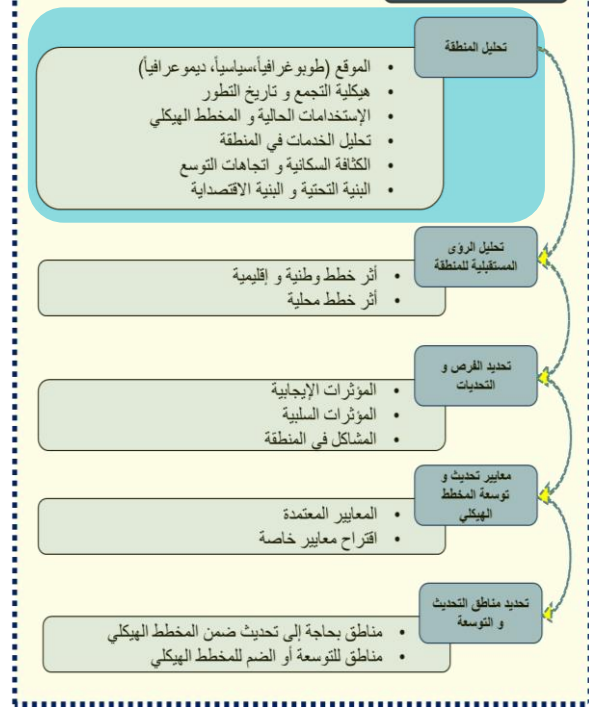 تحليل المنطقة
• الموقع (طوبوغرافياً،سياسياً، ديموغرافياً)
• هيكلية التجمع و تاريخ التطور
• الإستخدامات الحالية و المخطط الهيكلي
• تحليل الخدمات في المنطقة
• الكثافة السكانية و اتجاهات التوسع
• البنية التحتية و البنية الاقتصداية
تحليل الرؤى
المستقبلية للمنطقة
• أثر خطط وطنية و إقليمية
• أثر خطط محلية
تحديد الفرص و
التحديات
• المؤثرات الإيجابية
• المؤثرات السلبية
• المشاكل في المنطقة
معايير تحديث و
توسعة المخطط
الهيكلي
• المعايير المعتمدة
• اقتراح معايير خاصة
تحديد مناطق التحديث
و التوسعة
• مناطق بحاجة إلى تحديث ضمن المخطط الهيكلي
• مناطق للتوسعة أو الضم للمخطط الهيكلي